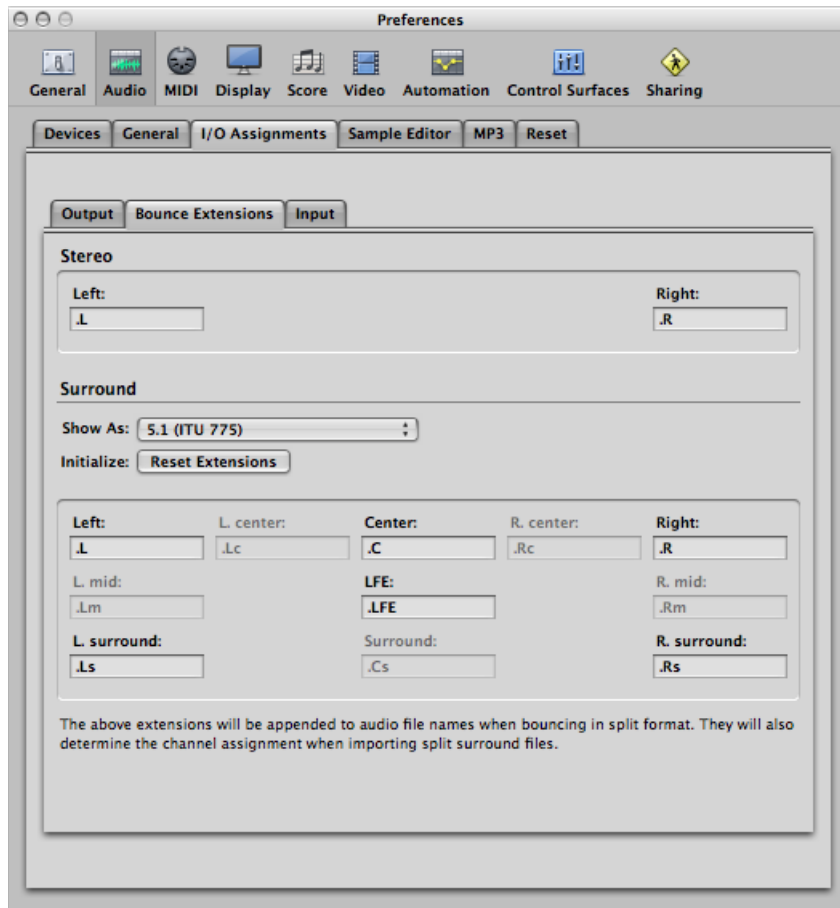 Preferences
General Audio MIDI Display Score Video Automation Control Surfaces Sharing
Devices General I/O Assignments Sample Editor MP3 Reset
Output Bounce Extensions Input
Stereo
Left: Right:
.L .R
Surround
Show As: 5.1 (ITU 775)
Initialize: Reset Extensions
Left: L. center: Center: R. center: Right:
.L .Lc .C .Rc .R
L. mid: LFE: R. mid:
.Lm .LFE .Rm
L. surround: Surround: R. surround:
.Ls .Cs .Rs
The above extensions will be appended to audio file names when bouncing in split format. They will also
determine the channel assignment when importing split surround files.